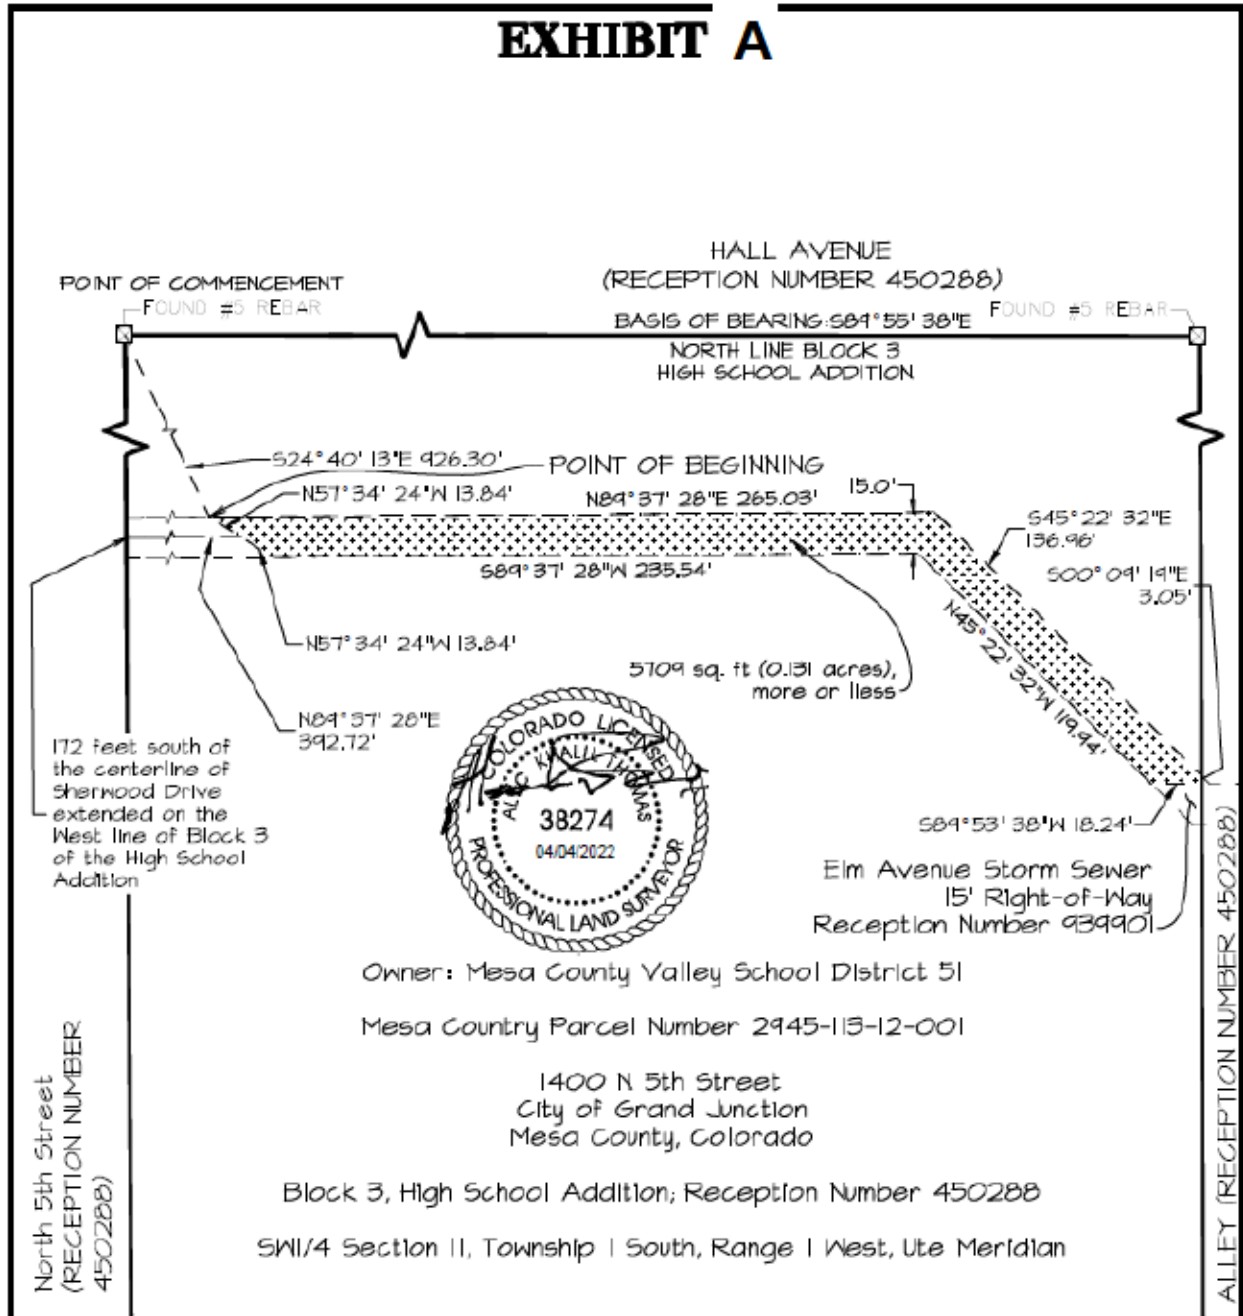 EXHIBIT A
HALL AVENUE
(RECEPTION NUMBER 450288)
POINT OF COMMENCEMENT
FOUND #5 REBAR
BASIS OF BEARING:S89°55'38"E
FOUND #5 REBAR
NORTH LINE BLOCK 3
HIGH SCHOOL ADDITION
S24°40'13"E 926.30'
POINT OF BEGINNING
N57°34'24"W 13.84'
N89°37'28"E 265.03'
15.0'
S45°22'32"E
136.96'
S00°09'19"E
3.05'
S89°37'28"W 235.54'
N45°22'32"W 119.94'
N57°34'24"W 13.84'
5709 sq. ft (0.131 acres),
more or lless
N89°37'28"E
392.72'
172 feet south of
the centerline of
Sherwood Drive
extended on the
West line of Block 3
of the High School
Addition
COLORADO LICENSED
ALEC KHALIL THOMAS
38274
04/04/2022
PROFESSIONAL LAND SURVEYOR
S89°53'38"W 18.24'
Elm Avenue Storm Sewer
15' Right-of-Way
Reception Number 939901
Owner: Mesa County Valley School District 51
Mesa Country Parcel Number 2945-113-12-001
1400 N 5th Street
City of Grand Junction
Mesa County, Colorado
Block 3, High School Addition; Reception Number 450288
SW1/4 Section 11, Township 1 South, Range 1 West, Ute Meridian
North 5th Street
(RECEPTION NUMBER
450288)
ALLEY (RECEPTION NUMBER 450288)